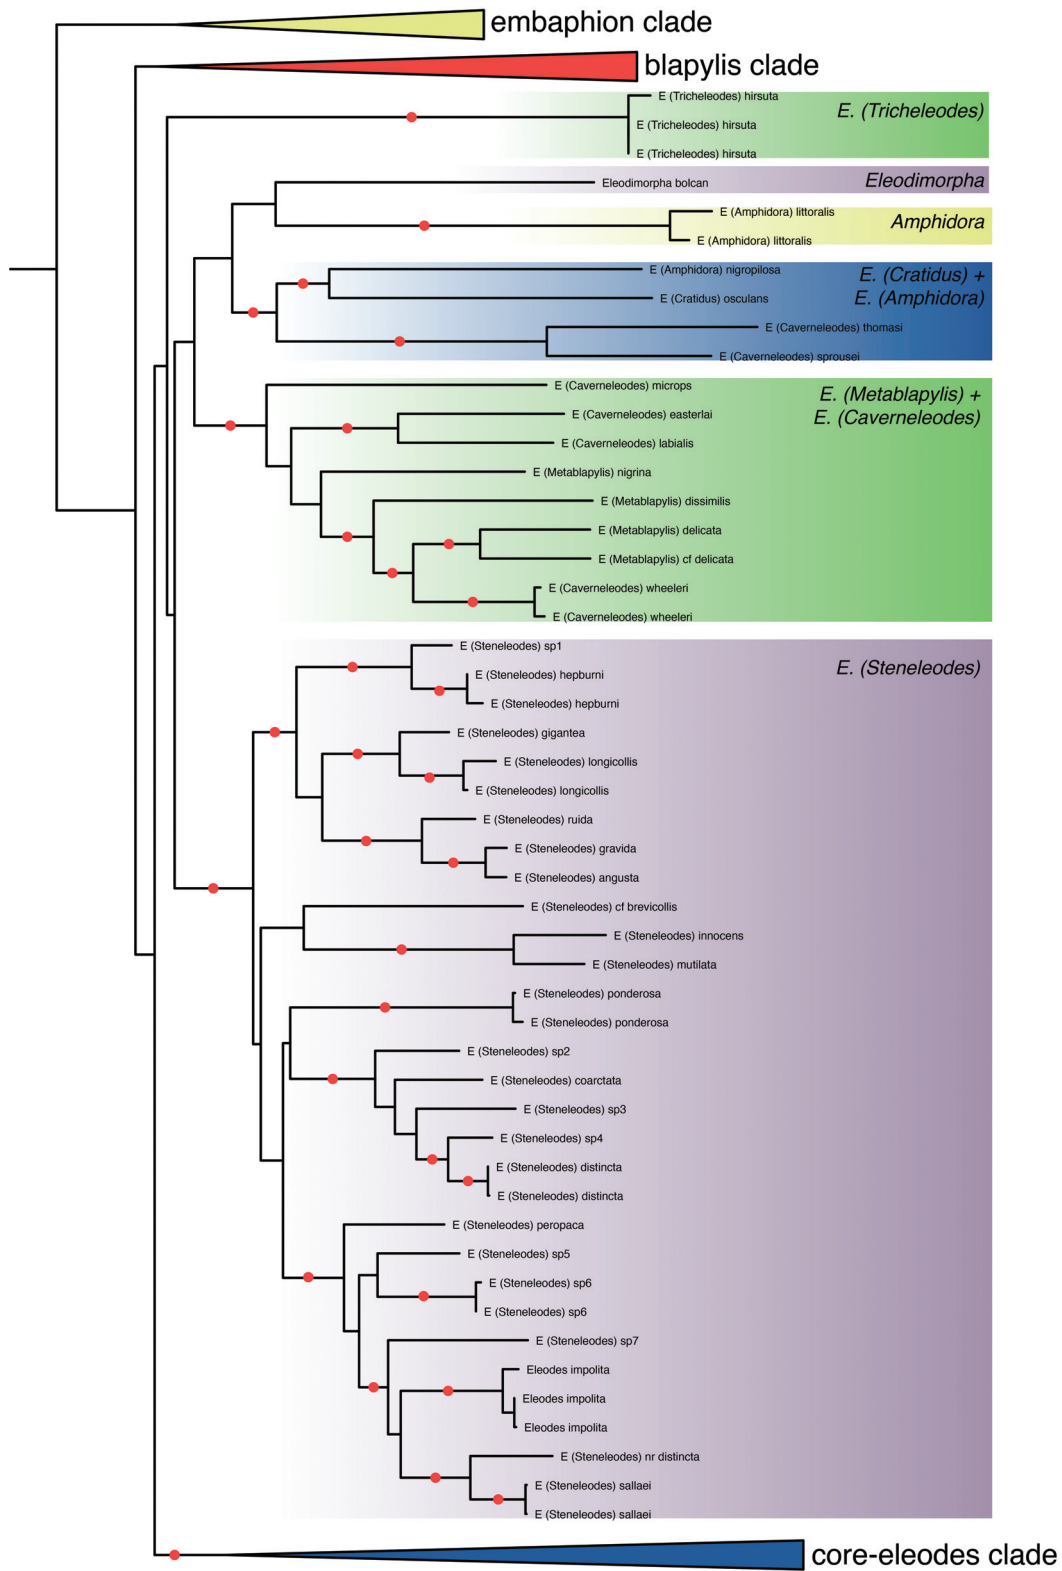 embaphion clade
blapylis clade
E (Tricheleodes) hirsuta
E. (Tricheleodes)
E (Tricheleodes) hirsuta
E (Tricheleodes) hirsuta
Eleodimorpha bolcan
Eleodimorpha
E (Amphidora) littoralis
Amphidora
E (Amphidora) littoralis
E (Amphidora) nigropilosa
E. (Cratidus) +
E. (Amphidora)
E (Cratidus) osculans
E (Caverneleodes) thomasi
E (Caverneleodes) sprousei
E (Caverneleodes) microps
E. (Metablapylis) +
E. (Caverneleodes)
E (Caverneleodes) easterlai
E (Caverneleodes) labialis
E (Metablapylis) nigrina
E (Metablapylis) dissimilis
E (Metablapylis) delicata
E (Metablapylis) cf delicata
E (Caverneleodes) wheeleri
E (Caverneleodes) wheeleri
E (Steneleodes) sp1
E. (Steneleodes)
E (Steneleodes) hepburni
E (Steneleodes) hepburni
E (Steneleodes) gigantea
E (Steneleodes) longicollis
E (Steneleodes) longicollis
E (Steneleodes) ruida
E (Steneleodes) gravida
E (Steneleodes) angusta
E (Steneleodes) cf brevicollis
E (Steneleodes) innocens
E (Steneleodes) mutilata
E (Steneleodes) ponderosa
E (Steneleodes) ponderosa
E (Steneleodes) sp2
E (Steneleodes) coarctata
E (Steneleodes) sp3
E (Steneleodes) sp4
E (Steneleodes) distincta
E (Steneleodes) distincta
E (Steneleodes) peropaca
E (Steneleodes) sp5
E (Steneleodes) sp6
E (Steneleodes) sp6
E (Steneleodes) sp7
Eleodes impolita
Eleodes impolita
Eleodes impolita
E (Steneleodes) nr distincta
E (Steneleodes) sallaei
E (Steneleodes) sallaei
core-eleodes clade